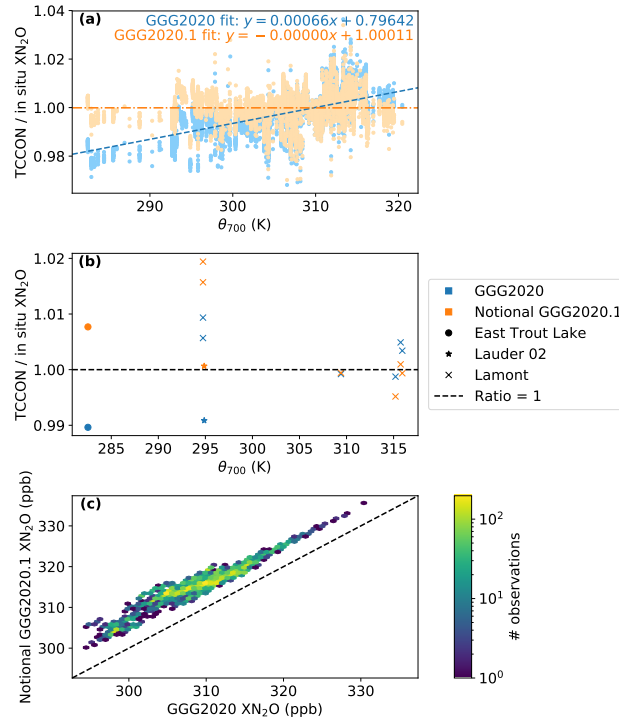 (a)
GGG2020 fit: y = 0.00066x + 0.79642
GGG2020.1 fit: y = −0.00000x + 1.00011
TCCON / in situ XN₂O
1.04
1.02
1.00
0.98
290
300
310
320
θ₇₀₀ (K)
(b)
TCCON / in situ XN₂O
1.02
1.01
1.00
0.99
285
290
295
300
305
310
315
θ₇₀₀ (K)
GGG2020
Notional GGG2020.1
East Trout Lake
Lauder 02
Lamont
Ratio = 1
(c)
Notional GGG2020.1 XN₂O (ppb)
330
320
310
300
300
310
320
330
GGG2020 XN₂O (ppb)
10²
10¹
10⁰
# observations